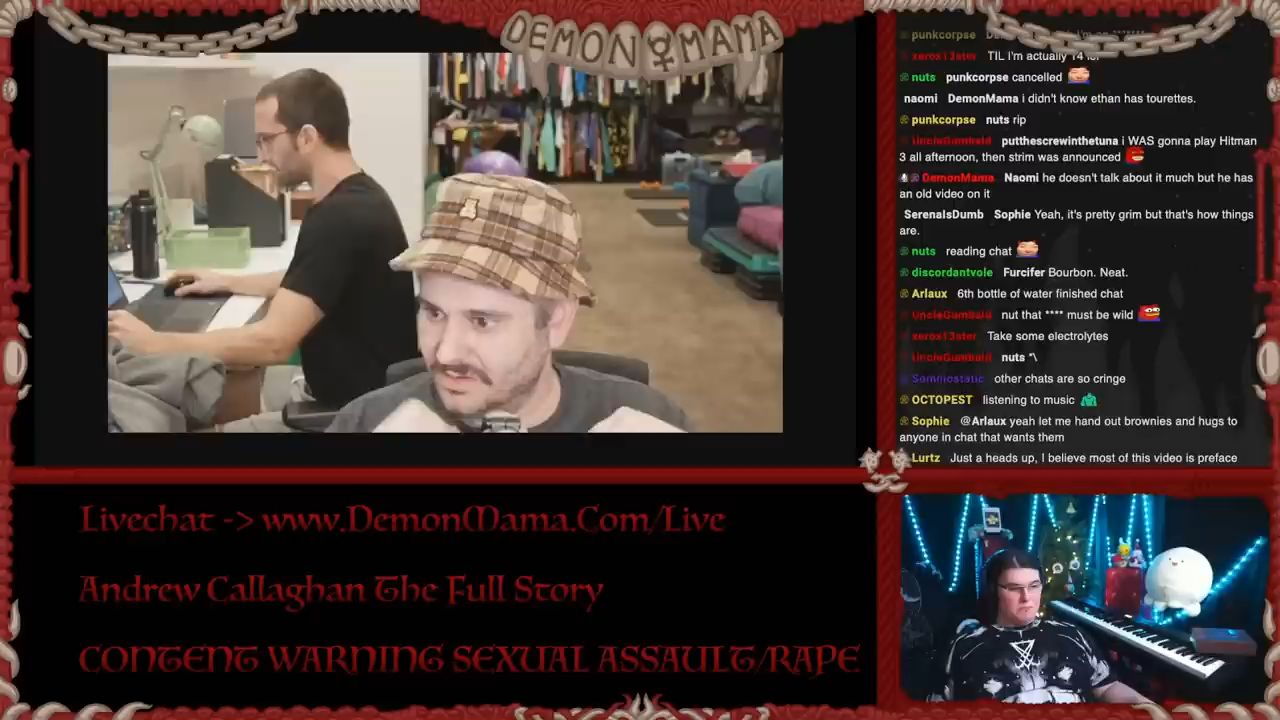 DEMON MAMA
punkcorpse
xerox13ster TIL i'm actually 14 lol
nuts punkcorpse cancelled
naomi DemonMama i didn't know ethan has tourettes.
punkcorpse nuts rip
UncleGumbald putthescrewinthetuna i WAS gonna play Hitman
3 all afternoon, then strim was announced
DemonMama Naomi he doesn't talk about it much but he has
an old video on it
SerenaIsDumb Sophie Yeah, it's pretty grim but that's how things
are.
nuts reading chat
discordantvole Furcifer Bourbon. Neat.
Arlaux 6th bottle of water finished chat
UncleGumbald nut that **** must be wild
xerox13ster Take some electrolytes
UncleGumbald nuts *\
Somniostatic other chats are so cringe
OCTOPEST listening to music
Sophie @Arlaux yeah let me hand out brownies and hugs to
anyone in chat that wants them
Lurtz Just a heads up, I believe most of this video is preface
Livechat -> www.DemonMama.Com/Live
Andrew Callaghan The Full Story
CONTENT WARNING SEXUAL ASSAULT/RAPE